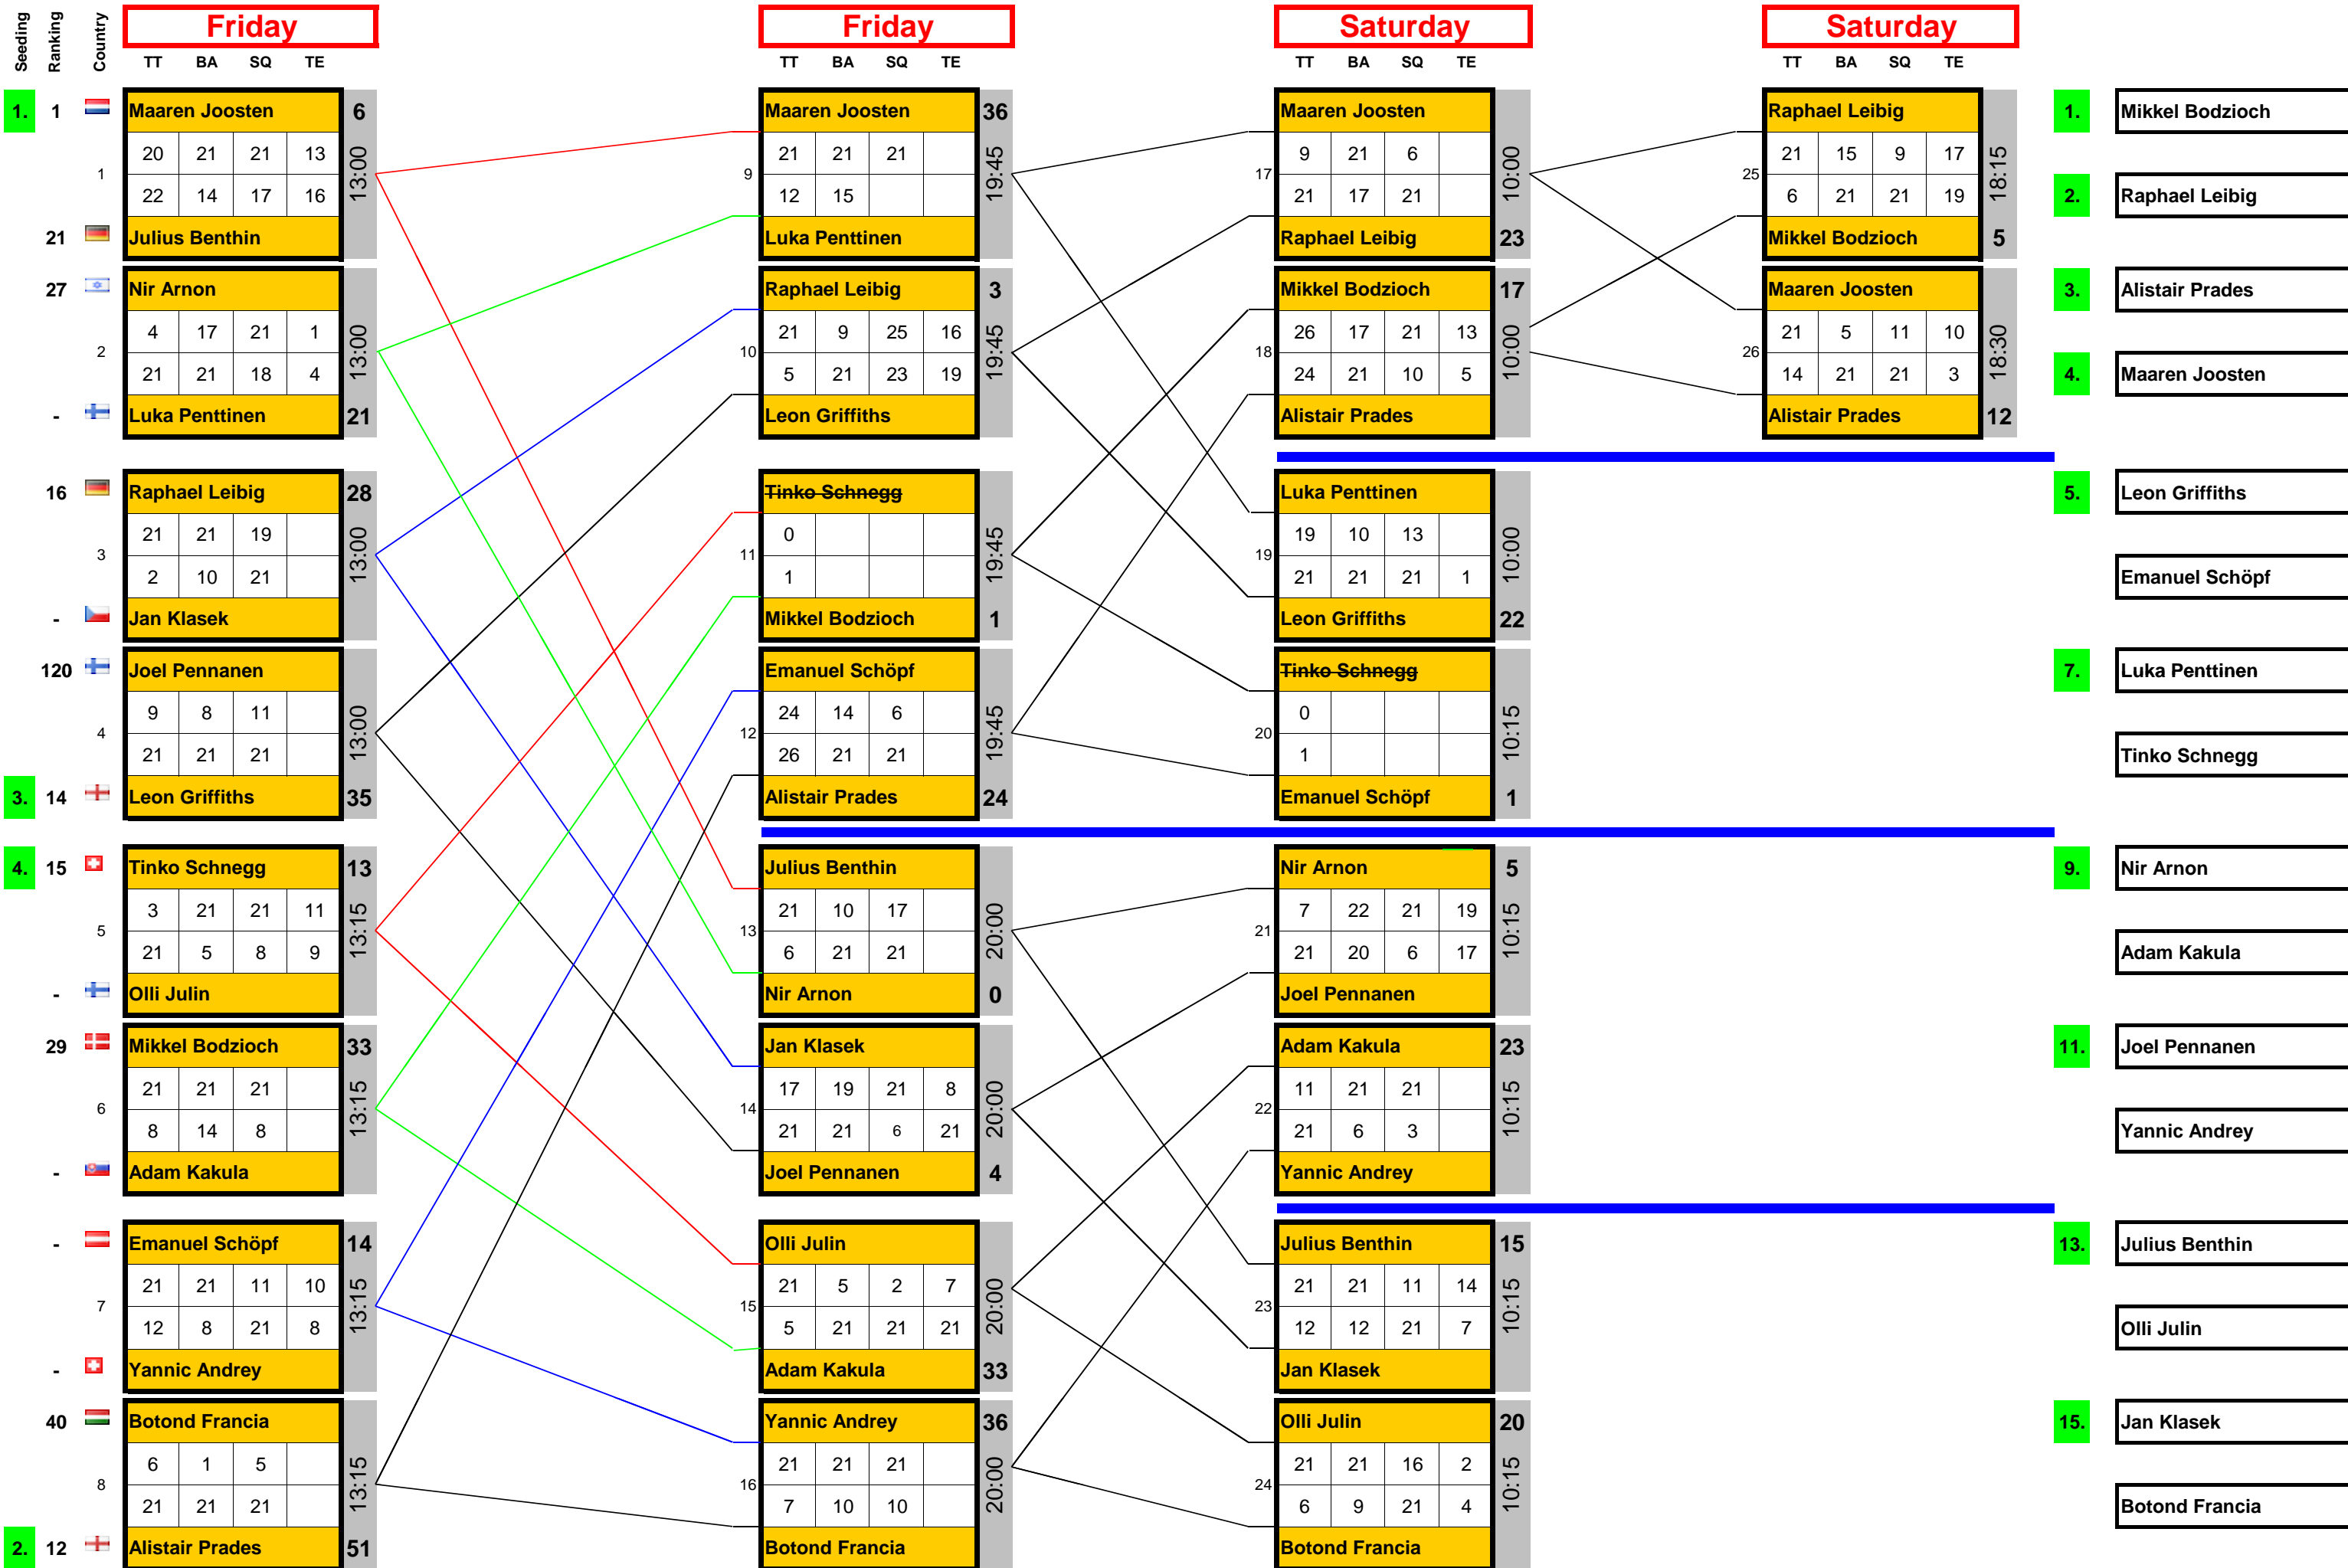 Seeding Ranking Country Friday Friday Saturday Saturday
TT BA SQ TE TT BA SQ TE TT BA SQ TE TT BA SQ TE
1. 1 Maaren Joosten 6 Maaren Joosten 36 Maaren Joosten Raphael Leibig 1. Mikkel Bodzioch
20 21 21 13 21 21 21 9 21 6 21 15 9 17
1 13:00 9 19:45 17 10:00 25 18:15
22 14 17 16 12 15 21 17 21 6 21 21 19 2. Raphael Leibig
21 Julius Benthin Luka Penttinen Raphael Leibig 23 Mikkel Bodzioch 5
27 Nir Arnon Raphael Leibig 3 Mikkel Bodzioch 17 Maaren Joosten 3. Alistair Prades
4 17 21 1 21 9 25 16 26 17 21 13 21 5 11 10
2 13:00 10 19:45 18 10:00 26 18:30
21 21 18 4 5 21 23 19 24 21 10 5 14 21 21 3 4. Maaren Joosten
- Luka Penttinen 21 Leon Griffiths Alistair Prades Alistair Prades 12
16 Raphael Leibig 28 Tinko Schnegg Luka Penttinen 5. Leon Griffiths
21 21 19 0 19 10 13
3 13:00 11 19:45 19 10:00
2 10 21 1 21 21 21 1 Emanuel Schöpf
- Jan Klasek Mikkel Bodzioch 1 Leon Griffiths 22
120 Joel Pennanen Emanuel Schöpf Tinko Schnegg 7. Luka Penttinen
9 8 11 24 14 6 0
4 13:00 12 19:45 20 10:15
21 21 21 26 21 21 1 Tinko Schnegg
3. 14 Leon Griffiths 35 Alistair Prades 24 Emanuel Schöpf 1
4. 15 Tinko Schnegg 13 Julius Benthin Nir Arnon 5 9. Nir Arnon
3 21 21 11 21 10 17 7 22 21 19
5 13:15 13 20:00 21 10:15
21 5 8 9 6 21 21 21 20 6 17 Adam Kakula
- Olli Julin Nir Arnon 0 Joel Pennanen
29 Mikkel Bodzioch 33 Jan Klasek Adam Kakula 23 11. Joel Pennanen
21 21 21 17 19 21 8 11 21 21
6 13:15 14 20:00 22 10:15
8 14 8 21 21 6 21 21 6 3 Yannic Andrey
- Adam Kakula Joel Pennanen 4 Yannic Andrey
- Emanuel Schöpf 14 Olli Julin Julius Benthin 15 13. Julius Benthin
21 21 11 10 21 5 2 7 21 21 11 14
7 13:15 15 20:00 23 10:15
12 8 21 8 5 21 21 21 12 12 21 7 Olli Julin
- Yannic Andrey Adam Kakula 33 Jan Klasek
40 Botond Francia Yannic Andrey 36 Olli Julin 20 15. Jan Klasek
6 1 5 21 21 21 21 21 16 2
8 13:15 16 20:00 24 10:15
21 21 21 7 10 10 6 9 21 4 Botond Francia
2. 12 Alistair Prades 51 Botond Francia Botond Francia